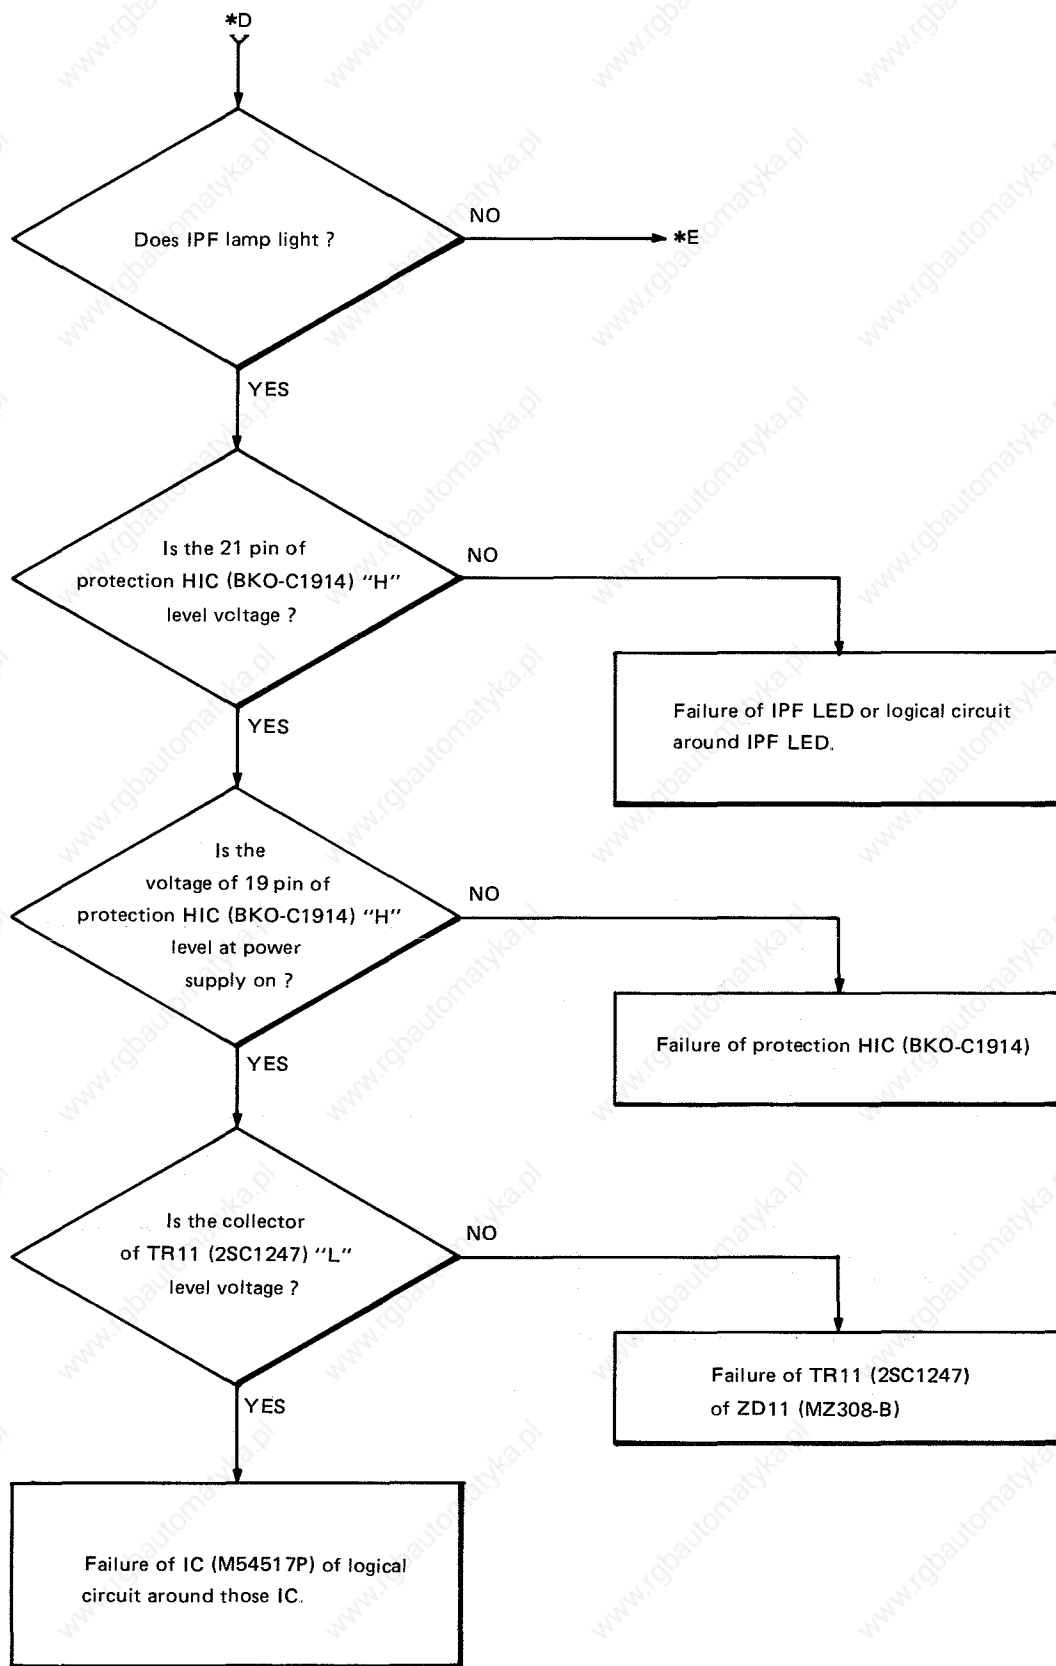 *D
Does IPF lamp light ?
NO
*E
YES
Is the 21 pin of
protection HIC (BKO-C1914) "H"
level voltage ?
NO
Failure of IPF LED or logical circuit
around IPF LED.
YES
Is the
voltage of 19 pin of
protection HIC (BKO-C1914) "H"
level at power
supply on ?
NO
Failure of protection HIC (BKO-C1914)
YES
Is the collector
of TR11 (2SC1247) "L"
level voltage ?
NO
Failure of TR11 (2SC1247)
of ZD11 (MZ308-B)
YES
Failure of IC (M54517P) of logical
circuit around those IC.
www.rgbautomatyka.pl